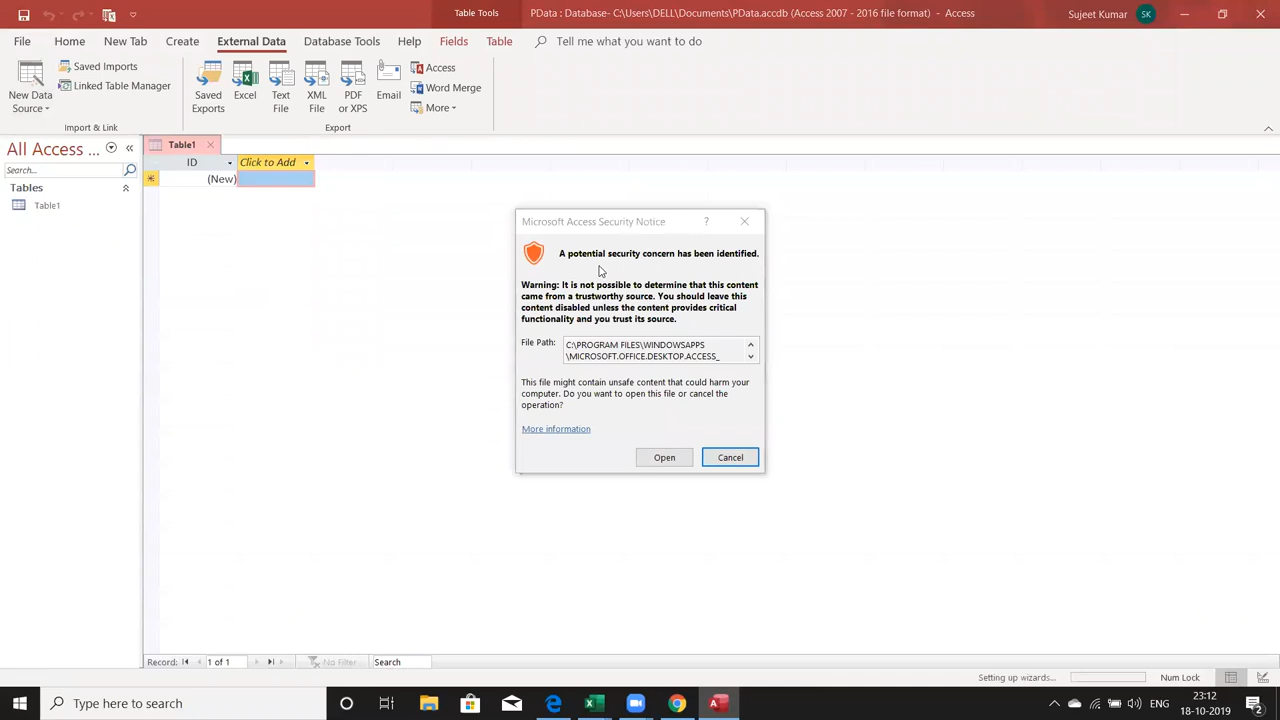 Table Tools
PData : Database- C:\Users\DELL\Documents\PData.accdb (Access 2007 - 2016 file format) - Access
Sujeet Kumar
SK
File
Home
New Tab
Create
External Data
Database Tools
Help
Fields
Table
Tell me what you want to do
New Data
Source
Saved Imports
Linked Table Manager
Import & Link
Saved
Exports
Excel
Text
File
XML
File
PDF
or XPS
Email
Access
Word Merge
More
Export
All Access ...
Search...
Tables
Table1
Table1
ID
Click to Add
(New)
Microsoft Access Security Notice
?
A potential security concern has been identified.
Warning: It is not possible to determine that this content
came from a trustworthy source. You should leave this
content disabled unless the content provides critical
functionality and you trust its source.
File Path:
C:\PROGRAM FILES\WINDOWSAPPS
\MICROSOFT.OFFICE.DESKTOP.ACCESS_
This file might contain unsafe content that could harm your
computer. Do you want to open this file or cancel the
operation?
More information
Open
Cancel
Record:
1 of 1
No Filter
Search
Setting up wizards...
Num Lock
Type here to search
ENG
23:12
18-10-2019
2